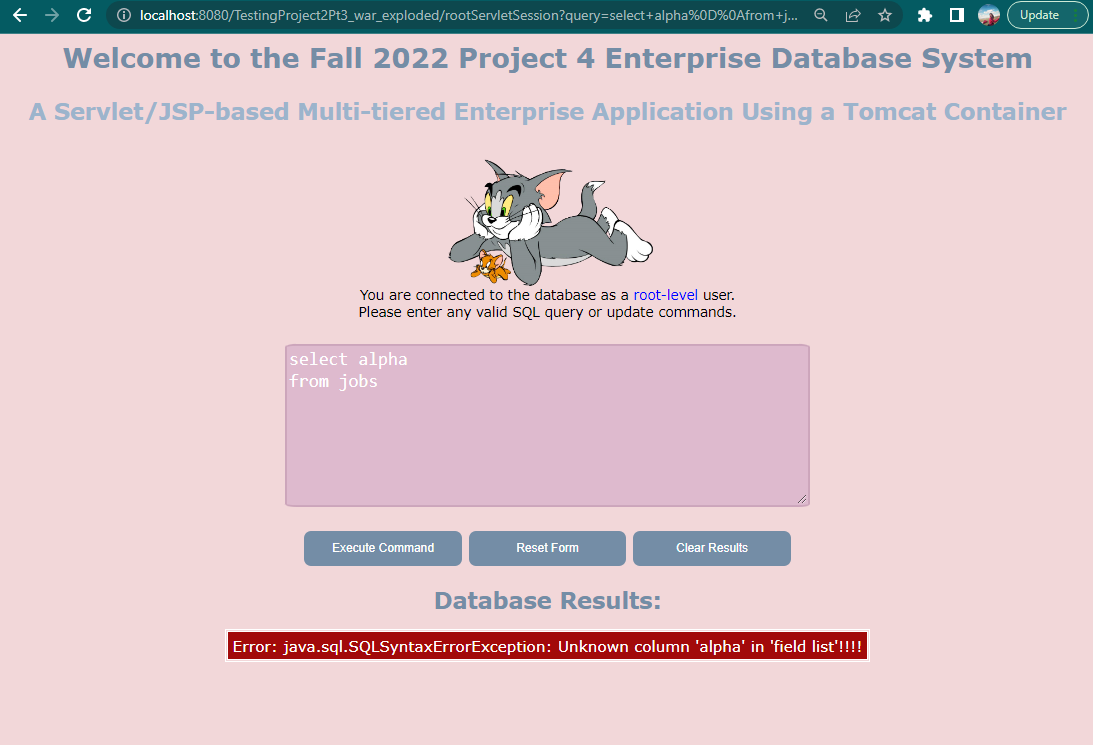 localhost:8080/TestingProject2Pt3_war_exploded/rootServletSession?query=select+alpha%0D%0Afrom+j...
Update
Welcome to the Fall 2022 Project 4 Enterprise Database System
A Servlet/JSP-based Multi-tiered Enterprise Application Using a Tomcat Container
You are connected to the database as a root-level user.
Please enter any valid SQL query or update commands.
select alpha
from jobs
Execute Command Reset Form Clear Results
Database Results:
Error: java.sql.SQLSyntaxErrorException: Unknown column 'alpha' in 'field list'!!!!